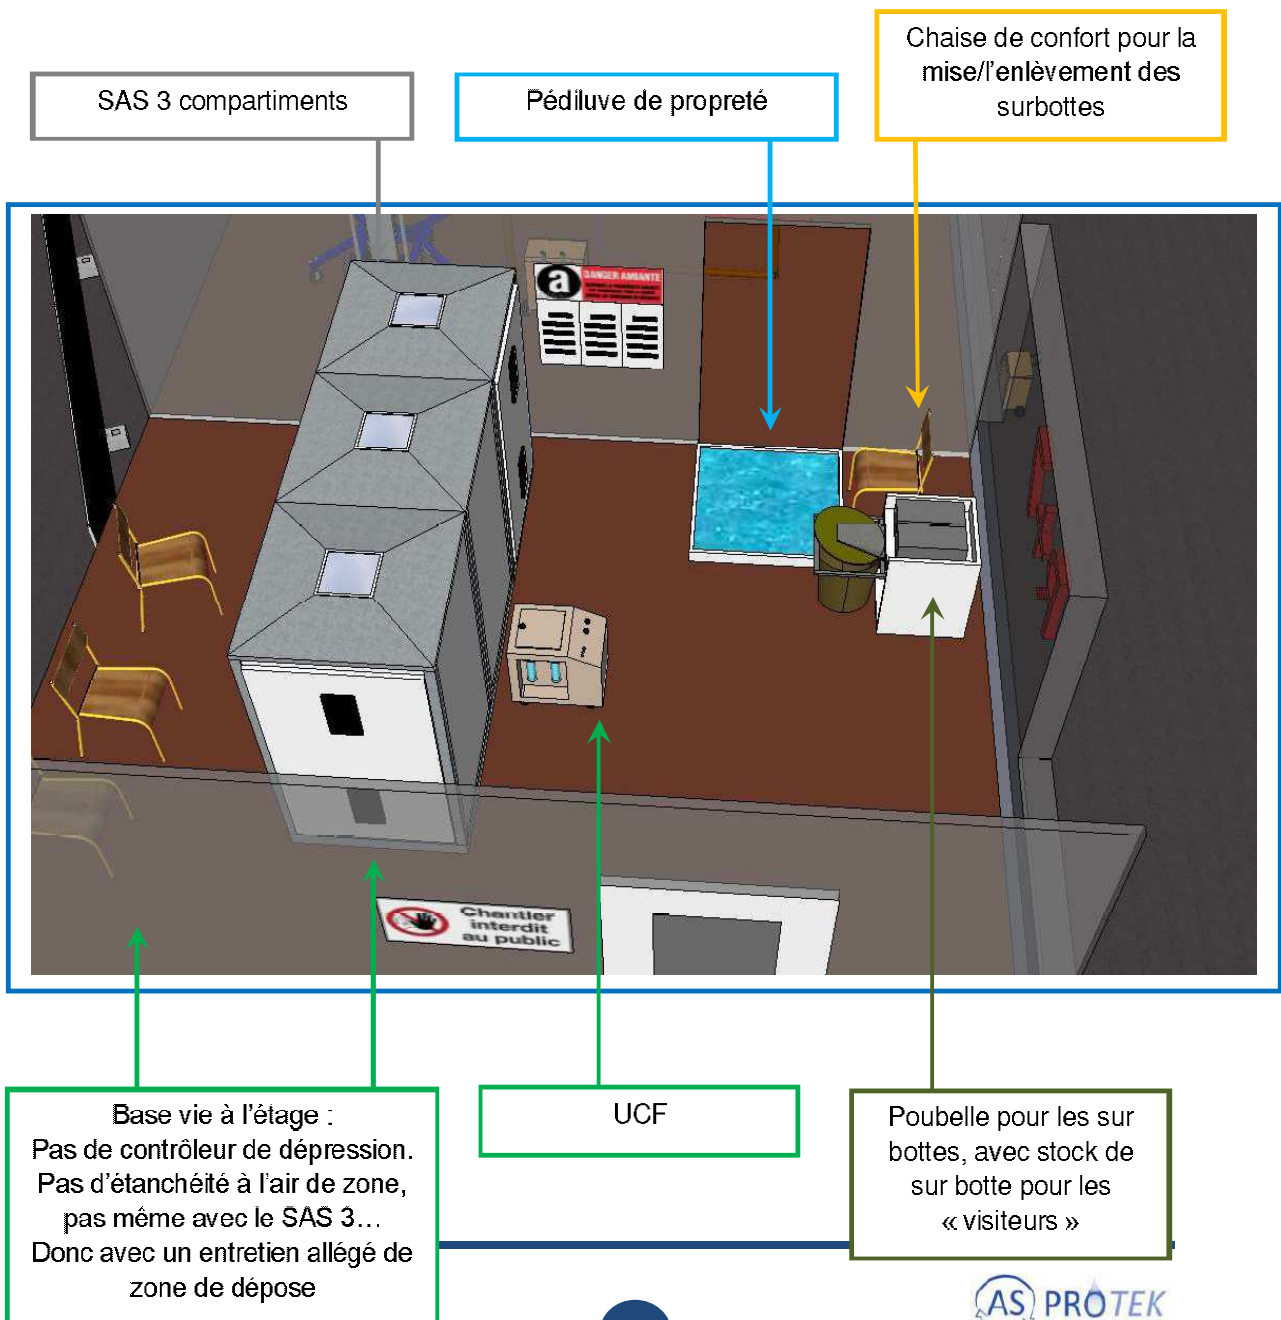 SAS 3 compartiments
Pédiluve de propreté
Chaise de confort pour la
mise/l'enlèvement des
surbottes
a
DANGER AMIANTE
Chantier
interdit
au public
Base vie à l'étage :
Pas de contrôleur de dépression.
Pas d'étanchéité à l'air de zone,
pas même avec le SAS 3…
Donc avec un entretien allégé de
zone de dépose
UCF
Poubelle pour les sur
bottes, avec stock de
sur botte pour les
« visiteurs »
AS PROTEK